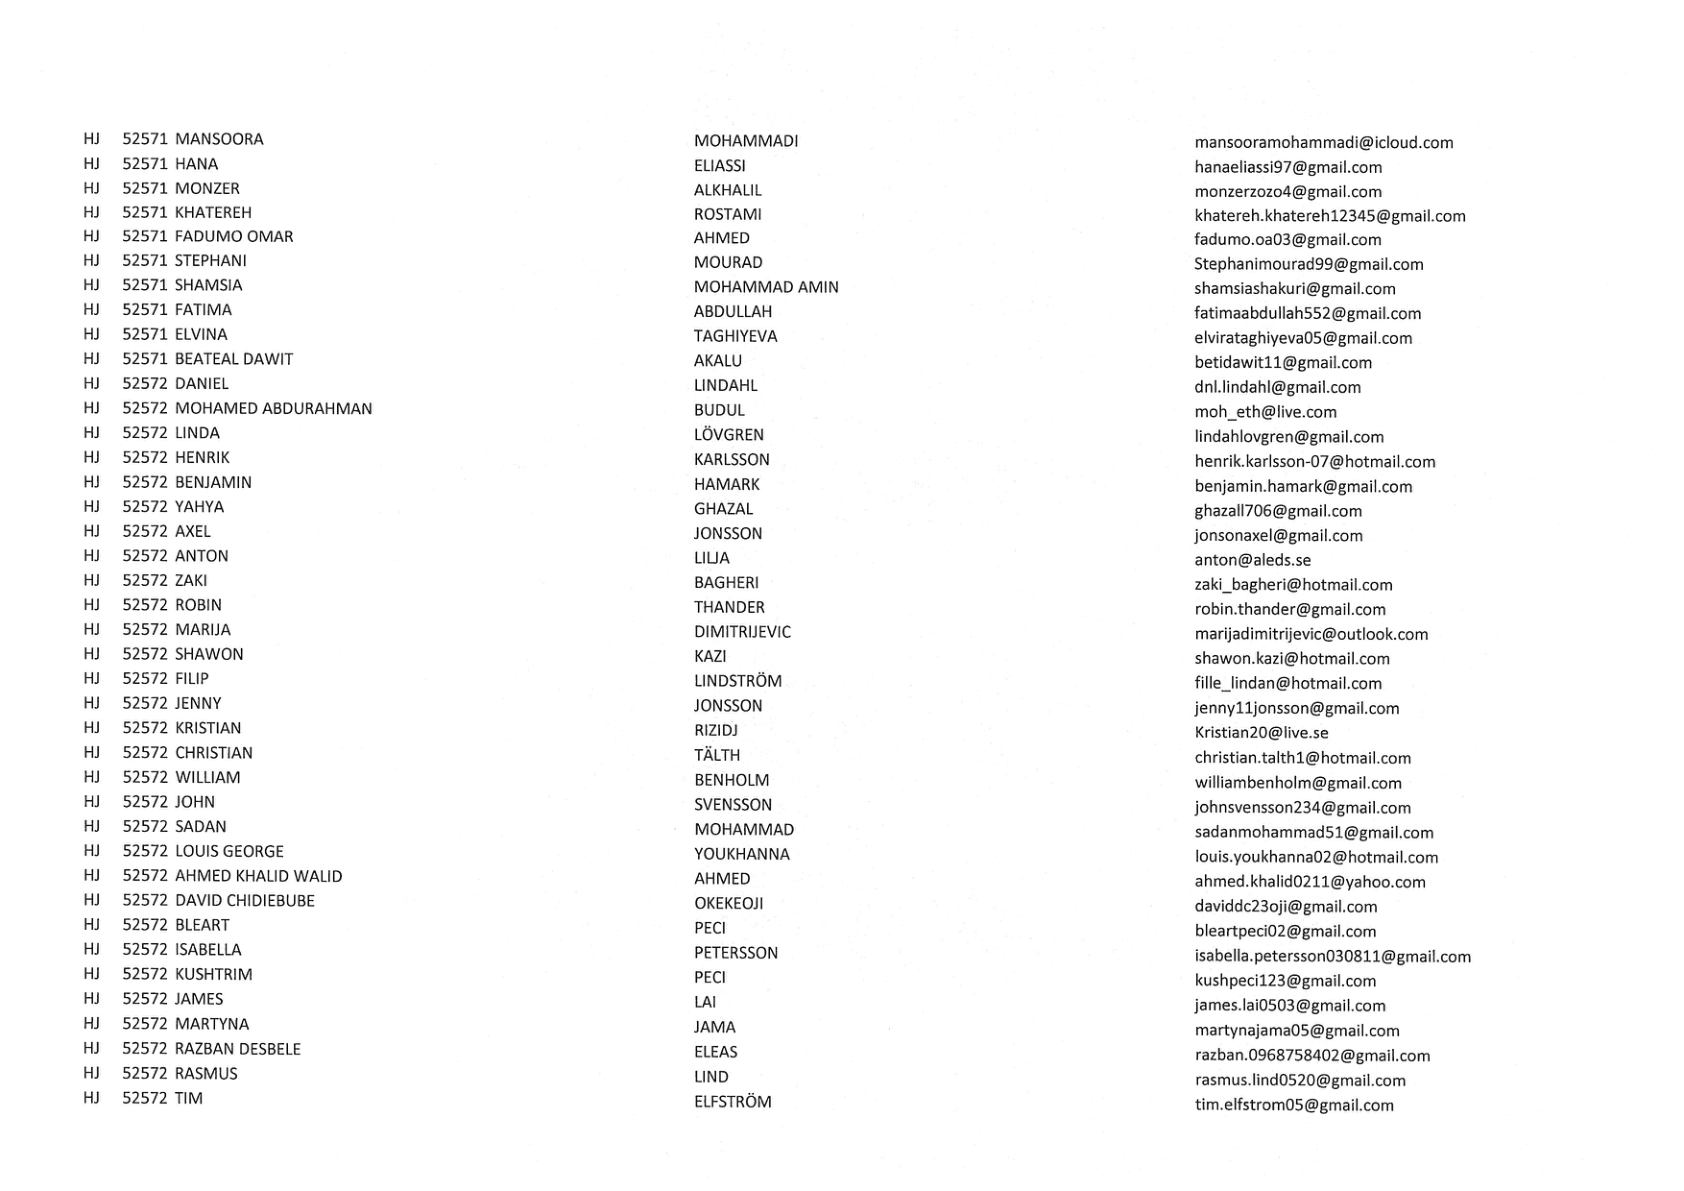 HJ 52571 MANSOORA MOHAMMADI mansooramohammadi@icloud.com
HJ 52571 HANA ELIASSI hanaeliassi97@gmail.com
HJ 52571 MONZER ALKHALIL monzerzozo4@gmail.com
HJ 52571 KHATEREH ROSTAMI khatereh.khatereh12345@gmail.com
HJ 52571 FADUMO OMAR AHMED fadumo.oa03@gmail.com
HJ 52571 STEPHANI MOURAD Stephanimourad99@gmail.com
HJ 52571 SHAMSIA MOHAMMAD AMIN shamsiashakuri@gmail.com
HJ 52571 FATIMA ABDULLAH fatimaabdullah552@gmail.com
HJ 52571 ELVINA TAGHIYEVA elvirataghiyeva05@gmail.com
HJ 52571 BEATEAL DAWIT AKALU betidawit11@gmail.com
HJ 52572 DANIEL LINDAHL dnl.lindahl@gmail.com
HJ 52572 MOHAMED ABDURAHMAN BUDUL moh_eth@live.com
HJ 52572 LINDA LÖVGREN lindahlovgren@gmail.com
HJ 52572 HENRIK KARLSSON henrik.karlsson-07@hotmail.com
HJ 52572 BENJAMIN HAMARK benjamin.hamark@gmail.com
HJ 52572 YAHYA GHAZAL ghazall706@gmail.com
HJ 52572 AXEL JONSSON jonsonaxel@gmail.com
HJ 52572 ANTON LILJA anton@aleds.se
HJ 52572 ZAKI BAGHERI zaki_bagheri@hotmail.com
HJ 52572 ROBIN THANDER robin.thander@gmail.com
HJ 52572 MARIJA DIMITRIJEVIC marijadimitrijevic@outlook.com
HJ 52572 SHAWON KAZI shawon.kazi@hotmail.com
HJ 52572 FILIP LINDSTRÖM fille_lindan@hotmail.com
HJ 52572 JENNY JONSSON jenny11jonsson@gmail.com
HJ 52572 KRISTIAN RIZIDJ Kristian20@live.se
HJ 52572 CHRISTIAN TÄLTH christian.talth1@hotmail.com
HJ 52572 WILLIAM BENHOLM williambenholm@gmail.com
HJ 52572 JOHN SVENSSON johnsvensson234@gmail.com
HJ 52572 SADAN MOHAMMAD sadanmohammad51@gmail.com
HJ 52572 LOUIS GEORGE YOUKHANNA louis.youkhanna02@hotmail.com
HJ 52572 AHMED KHALID WALID AHMED ahmed.khalid0211@yahoo.com
HJ 52572 DAVID CHIDIEBUBE OKEKEOJI daviddc23oji@gmail.com
HJ 52572 BLEART PECI bleartpeci02@gmail.com
HJ 52572 ISABELLA PETERSSON isabella.petersson030811@gmail.com
HJ 52572 KUSHTRIM PECI kushpeci123@gmail.com
HJ 52572 JAMES LAI james.lai0503@gmail.com
HJ 52572 MARTYNA JAMA martynajama05@gmail.com
HJ 52572 RAZBAN DESBELE ELEAS razban.0968758402@gmail.com
HJ 52572 RASMUS LIND rasmus.lind0520@gmail.com
HJ 52572 TIM ELFSTRÖM tim.elfstrom05@gmail.com